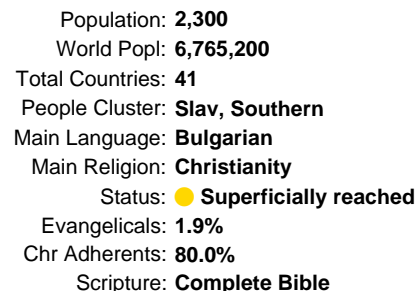 Population: 2,300
World Popl: 6,765,200
Total Countries: 41
People Cluster: Slav, Southern
Main Language: Bulgarian
Main Religion: Christianity
Status: Superficially reached
Evangelicals: 1.9%
Chr Adherents: 80.0%
Scripture: Complete Bible